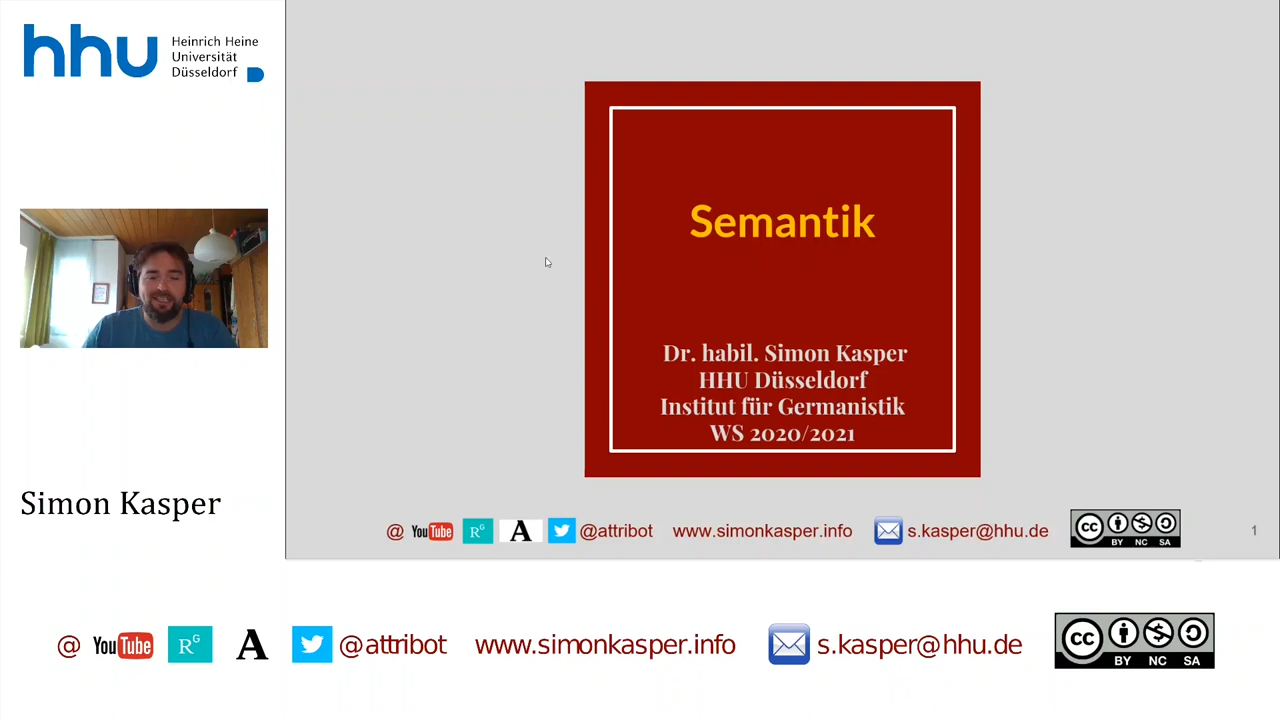 hhu Heinrich Heine
Universität
Düsseldorf
Semantik
Dr. habil. Simon Kasper
HHU Düsseldorf
Institut für Germanistik
WS 2020/2021
Simon Kasper
@ YouTube RG A @attribot www.simonkasper.info s.kasper@hhu.de cc BY NC SA 1
@ YouTube RG A @attribot www.simonkasper.info s.kasper@hhu.de cc BY NC SA